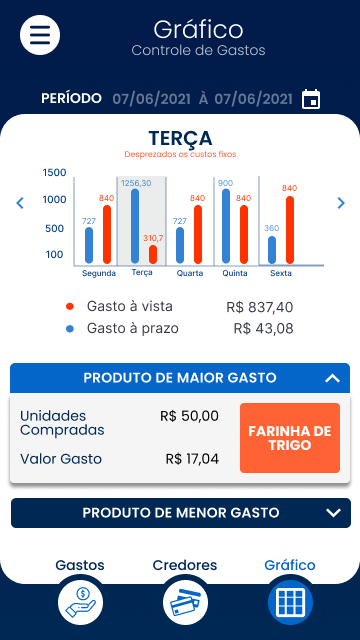 Gráfico
Controle de Gastos
PERÍODO 07/06/2021 À 07/06/2021
TERÇA
Desprezados os custos fixos
1500
1000
500
100
727
840
1256,30
310,7
727
840
900
840
360
840
Segunda
Terça
Quarta
Quinta
Sexta
Gasto à vista R$ 837,40
Gasto à prazo R$ 43,08
PRODUTO DE MAIOR GASTO
Unidades Compradas R$ 50,00
Valor Gasto R$ 17,04
FARINHA DE
TRIGO
PRODUTO DE MENOR GASTO
Gastos
Credores
Gráfico